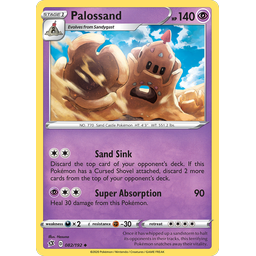 STAGE 1
Palossand
HP 140
Evolves from Sandygast
NO. 770 Sand Castle Pokémon HT: 4'3" WT: 551.2 lbs.
Sand Sink
Discard the top card of your opponent's deck. If this
Pokémon has a Cursed Shovel attached, discard 2 more
cards from the top of your opponent's deck.
Super Absorption 90
Heal 30 damage from this Pokémon.
weakness ×2 resistance -30 retreat
082/192